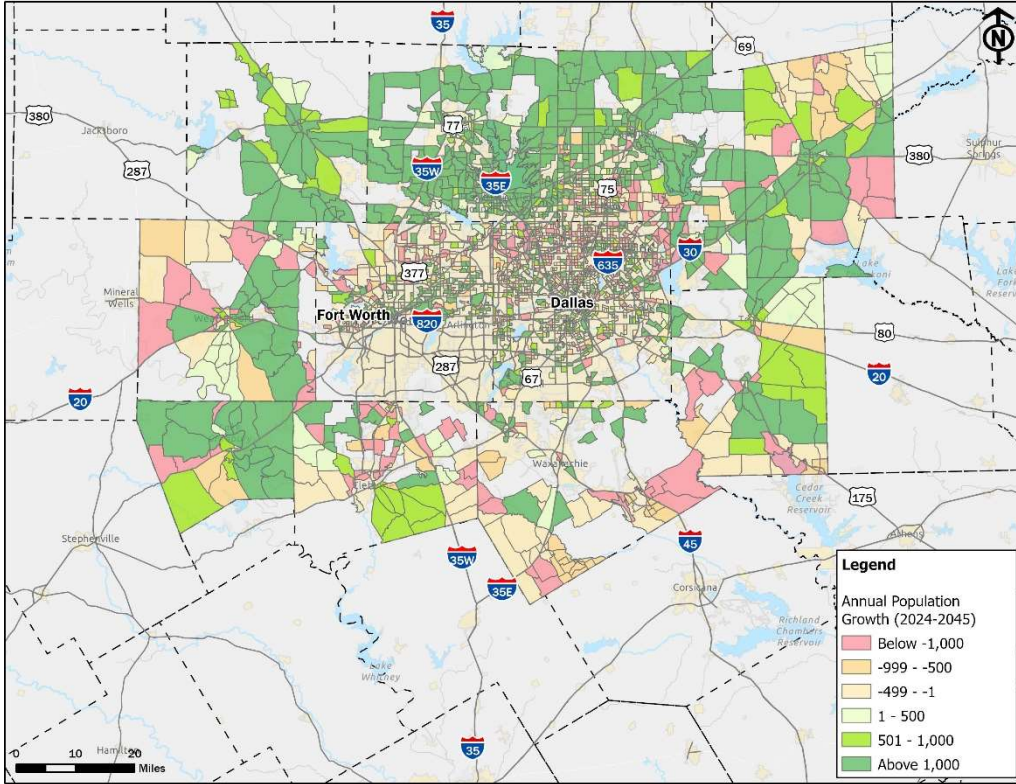 35
69
N
380
Jacksboro
77
287
35W
35E
75
380
Sulphur
Springs
30
635
377
Mineral
Wells
Fort Worth
820
Arlington
Dallas
80
287
67
20
20
Waxahachie
175
Cedar
Creek
Reservoir
Stephenville
Athens
35W
45
35E
Corsicana
Richland
Chambers
Reservoir
Lake
Whitney
35
Hamilton
0 10 20
Miles
Legend
Annual Population
Growth (2024-2045)
Below -1,000
-999 - -500
-499 - -1
1 - 500
501 - 1,000
Above 1,000